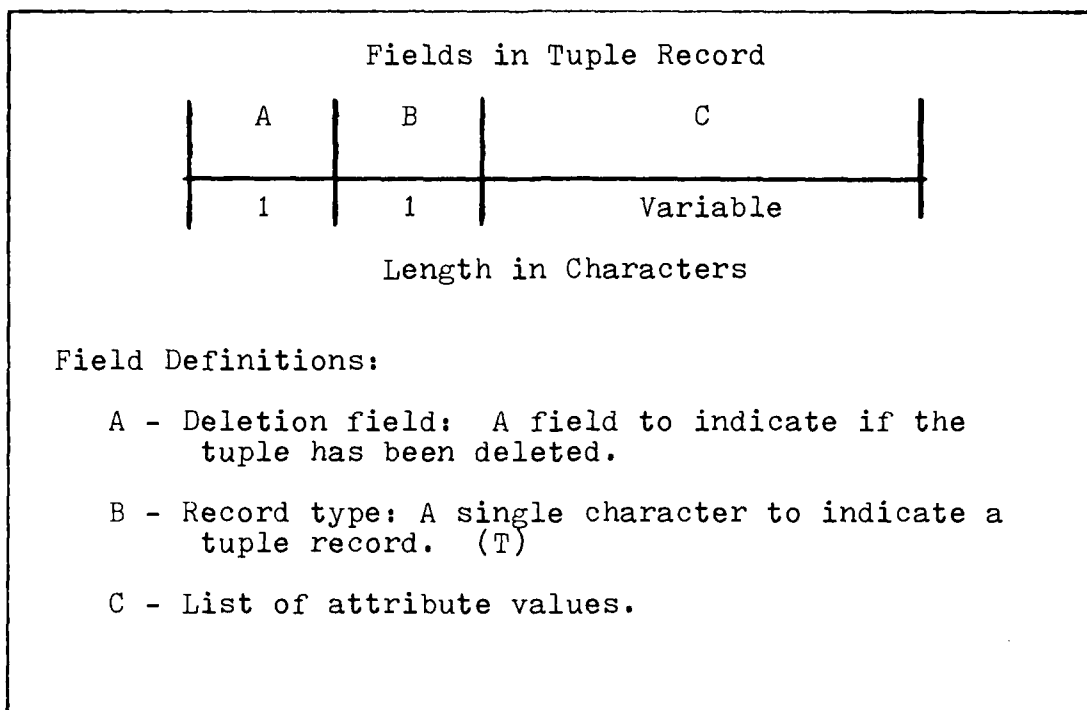 Fields in Tuple Record
A B C
1 1 Variable
Length in Characters
Field Definitions:
A - Deletion field: A field to indicate if the
tuple has been deleted.
B - Record type: A single character to indicate a
tuple record. (T)
C - List of attribute values.